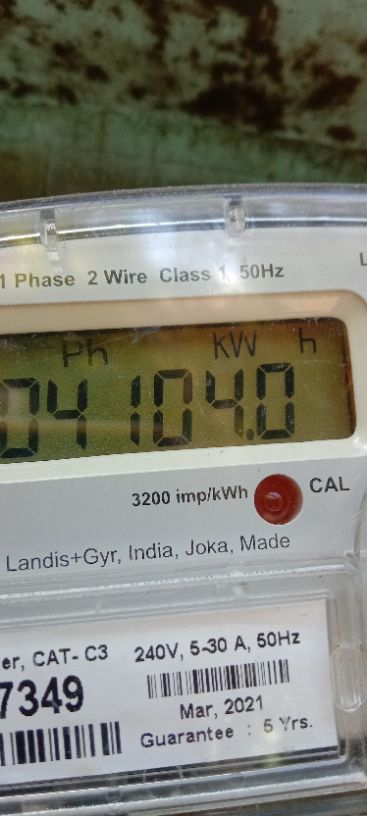 1 Phase 2 Wire Class 1 50Hz
L
Ph KW h
04104.0
3200 imp/kWh CAL
Landis+Gyr, India, Joka, Made
er, CAT- C3 240V, 5-30 A, 50Hz
7349
Mar, 2021
Guarantee : 5 Yrs.